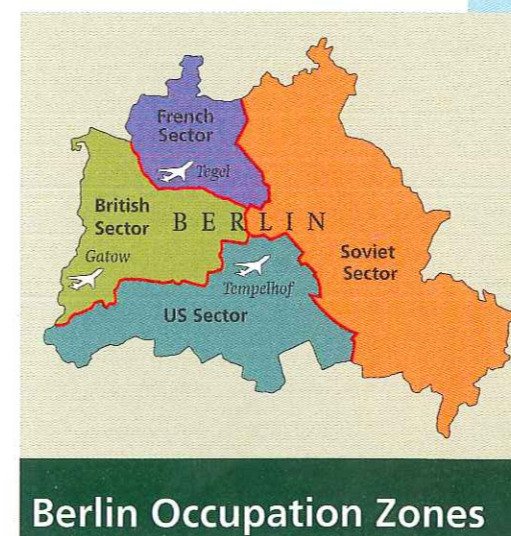 French
Sector
Tegel
British
Sector
BERLIN
Gatow
Soviet
Sector
Tempelhof
US Sector
Berlin Occupation Zones